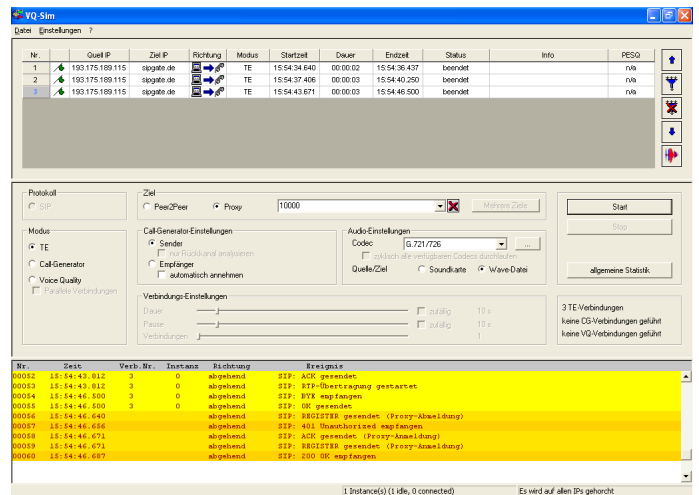 VQ-Sim
Datei Einstellungen ?
Nr. Quell IP Ziel IP Richtung Modus Startzeit Dauer Endzeit Status Info PESQ
1 193.175.189.115 sipgate.de TE 15:54:34.640 00:00:02 15:54:36.437 beendet n/a
2 193.175.189.115 sipgate.de TE 15:54:37.406 00:00:03 15:54:40.250 beendet n/a
3 193.175.189.115 sipgate.de TE 15:54:43.671 00:00:03 15:54:46.500 beendet n/a
Protokoll
SIP
Ziel
Peer2Peer Proxy 10000 Mehrere Ziele
Start
Stop
allgemeine Statistik
Modus
TE
Call-Generator
Voice Quality
Parallele Verbindungen
Call-Generator-Einstellungen
Sender
nur Rückkanal analysieren
Empfänger
automatisch annehmen
Audio-Einstellungen
Codec G.721/726 ...
zyklisch alle verfügbaren Codecs durchlaufen
Quelle/Ziel Soundkarte Wave-Datei
Verbindungs-Einstellungen
Dauer zufällig 10 s
Pause zufällig 10 s
Verbindungen 1
3 TE-Verbindungen
keine CG-Verbindungen geführt
keine VQ-Verbindungen geführt
Nr. Zeit Verb.Nr. Instanz Richtung Ereignis
00052 15:54:43.812 3 0 abgehend SIP: ACK gesendet
00053 15:54:43.812 3 0 abgehend SIP: RTP-Übertragung gestartet
00054 15:54:46.500 3 0 abgehend SIP: BYE empfangen
00055 15:54:46.500 3 0 abgehend SIP: OK gesendet
00056 15:54:46.640 abgehend SIP: REGISTER gesendet (Proxy-Abmeldung)
00057 15:54:46.656 abgehend SIP: 401 Unauthorized empfangen
00058 15:54:46.671 abgehend SIP: ACK gesendet (Proxy-Anmeldung)
00059 15:54:46.671 abgehend SIP: REGISTER gesendet (Proxy-Anmeldung)
00060 15:54:46.687 abgehend SIP: 200 OK empfangen
1 Instance(s) (1 idle, 0 connected) Es wird auf allen IPs gehorcht